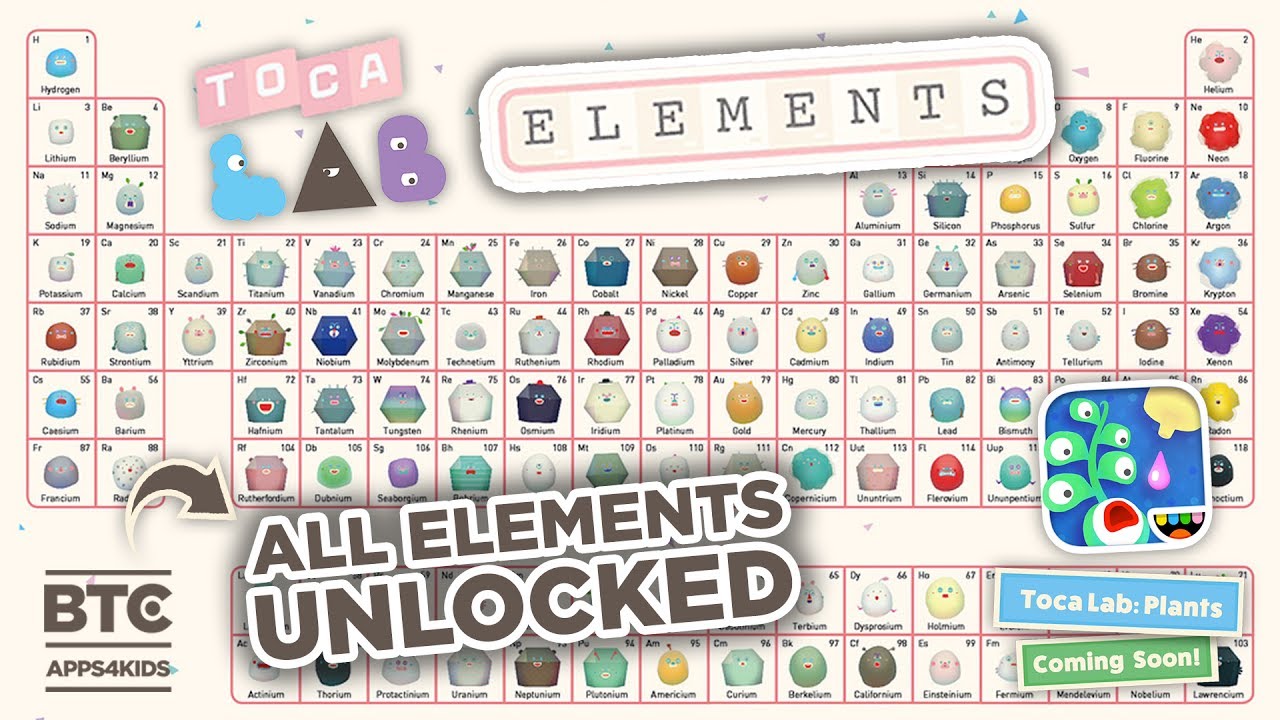 TOCA
LAB
ELEMENTS
H 1 He 2
Hydrogen Helium
Li 3 Be 4 O 8 F 9 Ne 10
Lithium Beryllium Oxygen Fluorine Neon
Na 11 Mg 12 Al 13 Si 14 P 15 S 16 Cl 17 Ar 18
Sodium Magnesium Aluminium Silicon Phosphorus Sulfur Chlorine Argon
K 19 Ca 20 Sc 21 Ti 22 V 23 Cr 24 Mn 25 Fe 26 Co 27 Ni 28 Cu 29 Zn 30 Ga 31 Ge 32 As 33 Se 34 Br 35 Kr 36
Potassium Calcium Scandium Titanium Vanadium Chromium Manganese Iron Cobalt Nickel Copper Zinc Gallium Germanium Arsenic Selenium Bromine Krypton
Rb 37 Sr 38 Y 39 Zr 40 Nb 41 Mo 42 Tc 43 Ru 44 Rh 45 Pd 46 Ag 47 Cd 48 In 49 Sn 50 Sb 51 Te 52 I 53 Xe 54
Rubidium Strontium Yttrium Zirconium Niobium Molybdenum Technetium Ruthenium Rhodium Palladium Silver Cadmium Indium Tin Antimony Tellurium Iodine Xenon
Cs 55 Ba 56 Hf 72 Ta 73 W 74 Re 75 Os 76 Ir 77 Pt 78 Au 79 Hg 80 Tl 81 Pb 82 Bi 83 Po 84 At 85 Rn 86
Caesium Barium Hafnium Tantalum Tungsten Rhenium Osmium Iridium Platinum Gold Mercury Thallium Lead Bismuth Radon
Fr 87 Ra 88 Rf 104 Db 105 Sg 106 Bh 107 Hs 108 Mt 109 Ds 110 Rg 111 Cn 112 Uut 113 Fl 114 Uup 115 118
Francium Rutherfordium Dubnium Seaborgium Copernicium Ununtrium Flerovium Ununpentium
ALL ELEMENTS
UNLOCKED
65 Dy 66 Ho 67 71
Terbium Dysprosium Holmium
93 Pu 94 Am 95 Cm 96 Bk 97 Cf 98 Es 99 Fm 103
Actinium Thorium Protactinium Uranium Neptunium Plutonium Americium Curium Berkelium Californium Einsteinium Fermium Mendelevium Nobelium Lawrencium
BTC
APPS4KIDS
Toca Lab: Plants
Coming Soon!